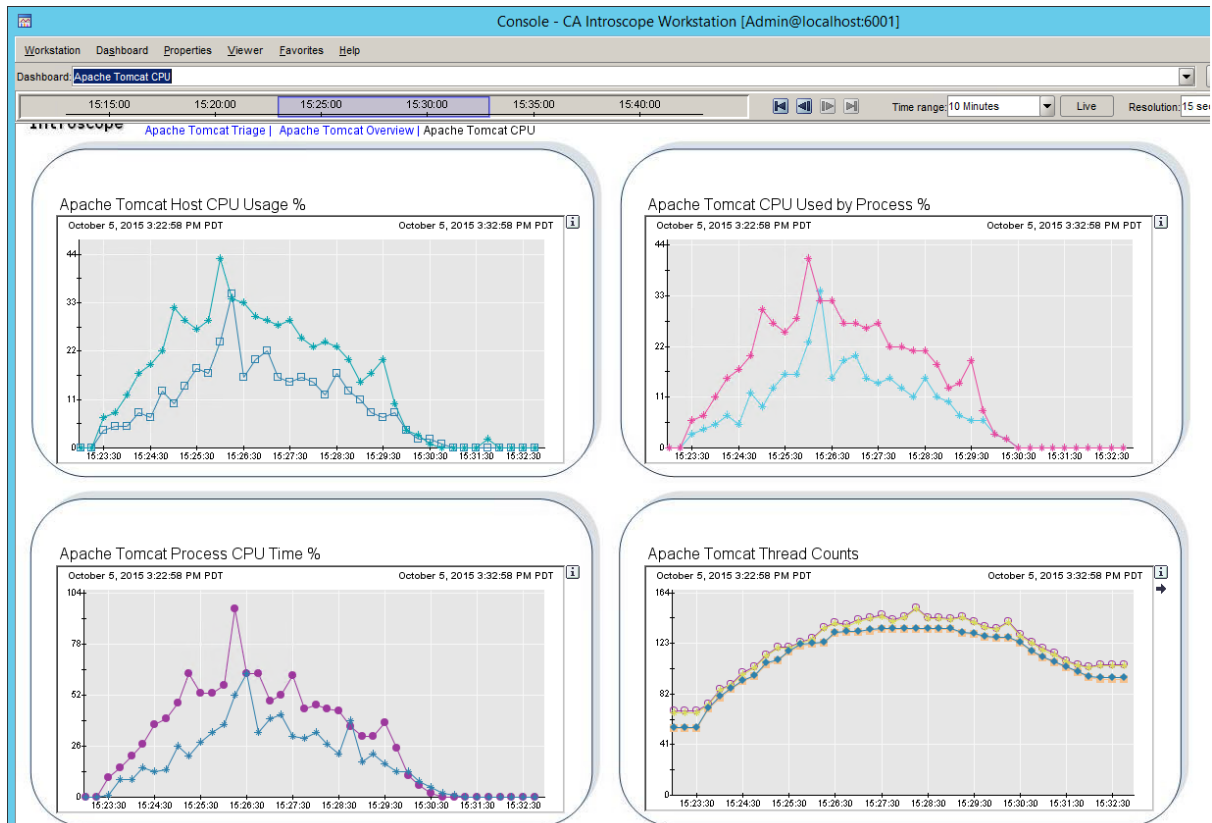 Console - CA Introscope Workstation [Admin@localhost:6001]
Workstation Dashboard Properties Viewer Favorites Help
Dashboard: Apache Tomcat CPU
15:15:00 15:20:00 15:25:00 15:30:00 15:35:00 15:40:00 Time range: 10 Minutes Live Resolution: 15 sec
Introscope Apache Tomcat Triage | Apache Tomcat Overview | Apache Tomcat CPU
Apache Tomcat Host CPU Usage %
October 5, 2015 3:22:58 PM PDT October 5, 2015 3:32:58 PM PDT i
44
33
22
11
0
15:23:30 15:24:30 15:25:30 15:26:30 15:27:30 15:28:30 15:29:30 15:30:30 15:31:30 15:32:30
Apache Tomcat CPU Used by Process %
October 5, 2015 3:22:58 PM PDT October 5, 2015 3:32:58 PM PDT i
44
33
22
11
0
15:23:30 15:24:30 15:25:30 15:26:30 15:27:30 15:28:30 15:29:30 15:30:30 15:31:30 15:32:30
Apache Tomcat Process CPU Time %
October 5, 2015 3:22:58 PM PDT October 5, 2015 3:32:58 PM PDT i
104
78
52
26
0
15:23:30 15:24:30 15:25:30 15:26:30 15:27:30 15:28:30 15:29:30 15:30:30 15:31:30 15:32:30
Apache Tomcat Thread Counts
October 5, 2015 3:22:58 PM PDT October 5, 2015 3:32:58 PM PDT i
164
123
82
41
0
15:23:30 15:24:30 15:25:30 15:26:30 15:27:30 15:28:30 15:29:30 15:30:30 15:31:30 15:32:30